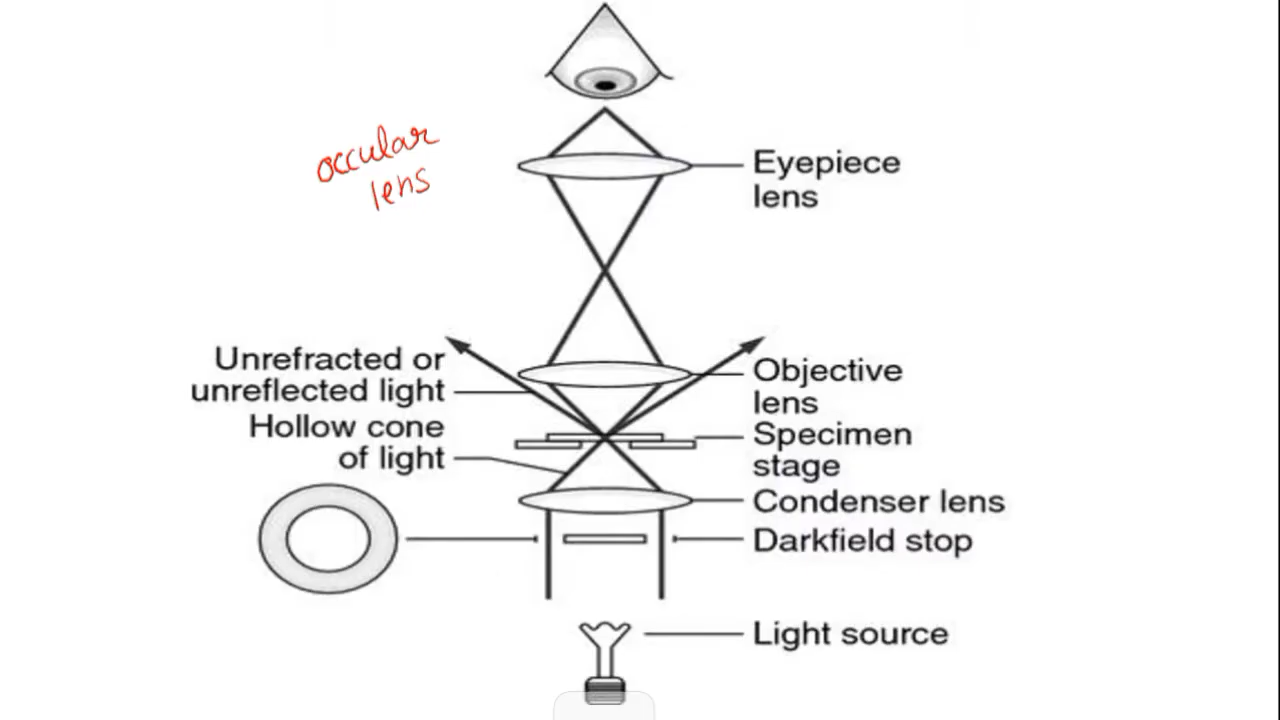 occular
lens
Eyepiece
lens
Unrefracted or
unreflected light
Hollow cone
of light
Objective
lens
Specimen
stage
Condenser lens
Darkfield stop
Light source